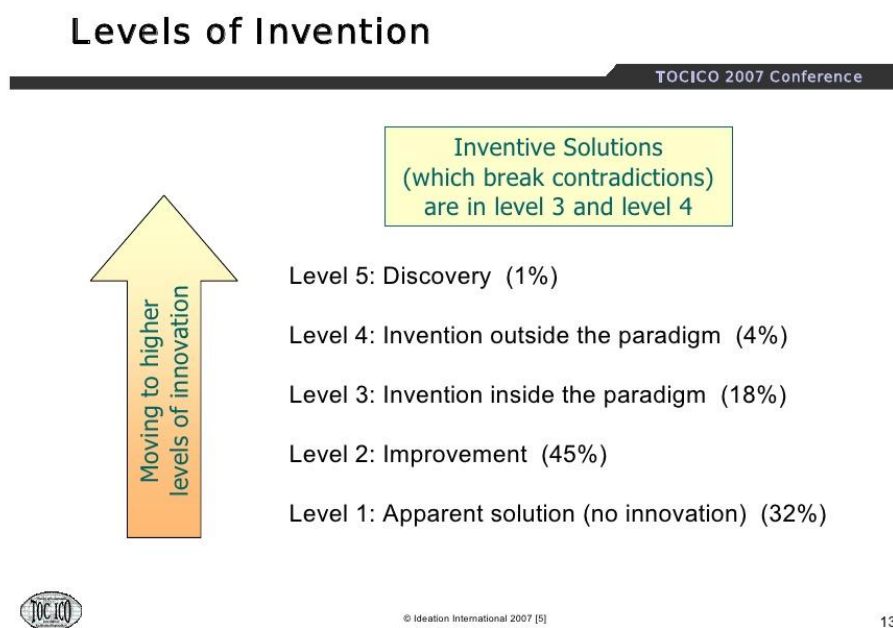 Levels of Invention
TOCICO 2007 Conference
Inventive Solutions
(which break contradictions)
are in level 3 and level 4
Moving to higher
levels of innovation
Level 5: Discovery (1%)
Level 4: Invention outside the paradigm (4%)
Level 3: Invention inside the paradigm (18%)
Level 2: Improvement (45%)
Level 1: Apparent solution (no innovation) (32%)
TOC ICO
© Ideation International 2007 [5]
13